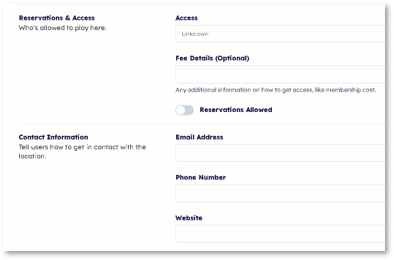 Reservations & Access
Who's allowed to play here.
Access
Unknown
Fee Details (Optional)
Any additional information on how to get access, like membership cost.
Reservations Allowed
Contact Information
Tell users how to get in contact with the
location.
Email Address
Phone Number
Website